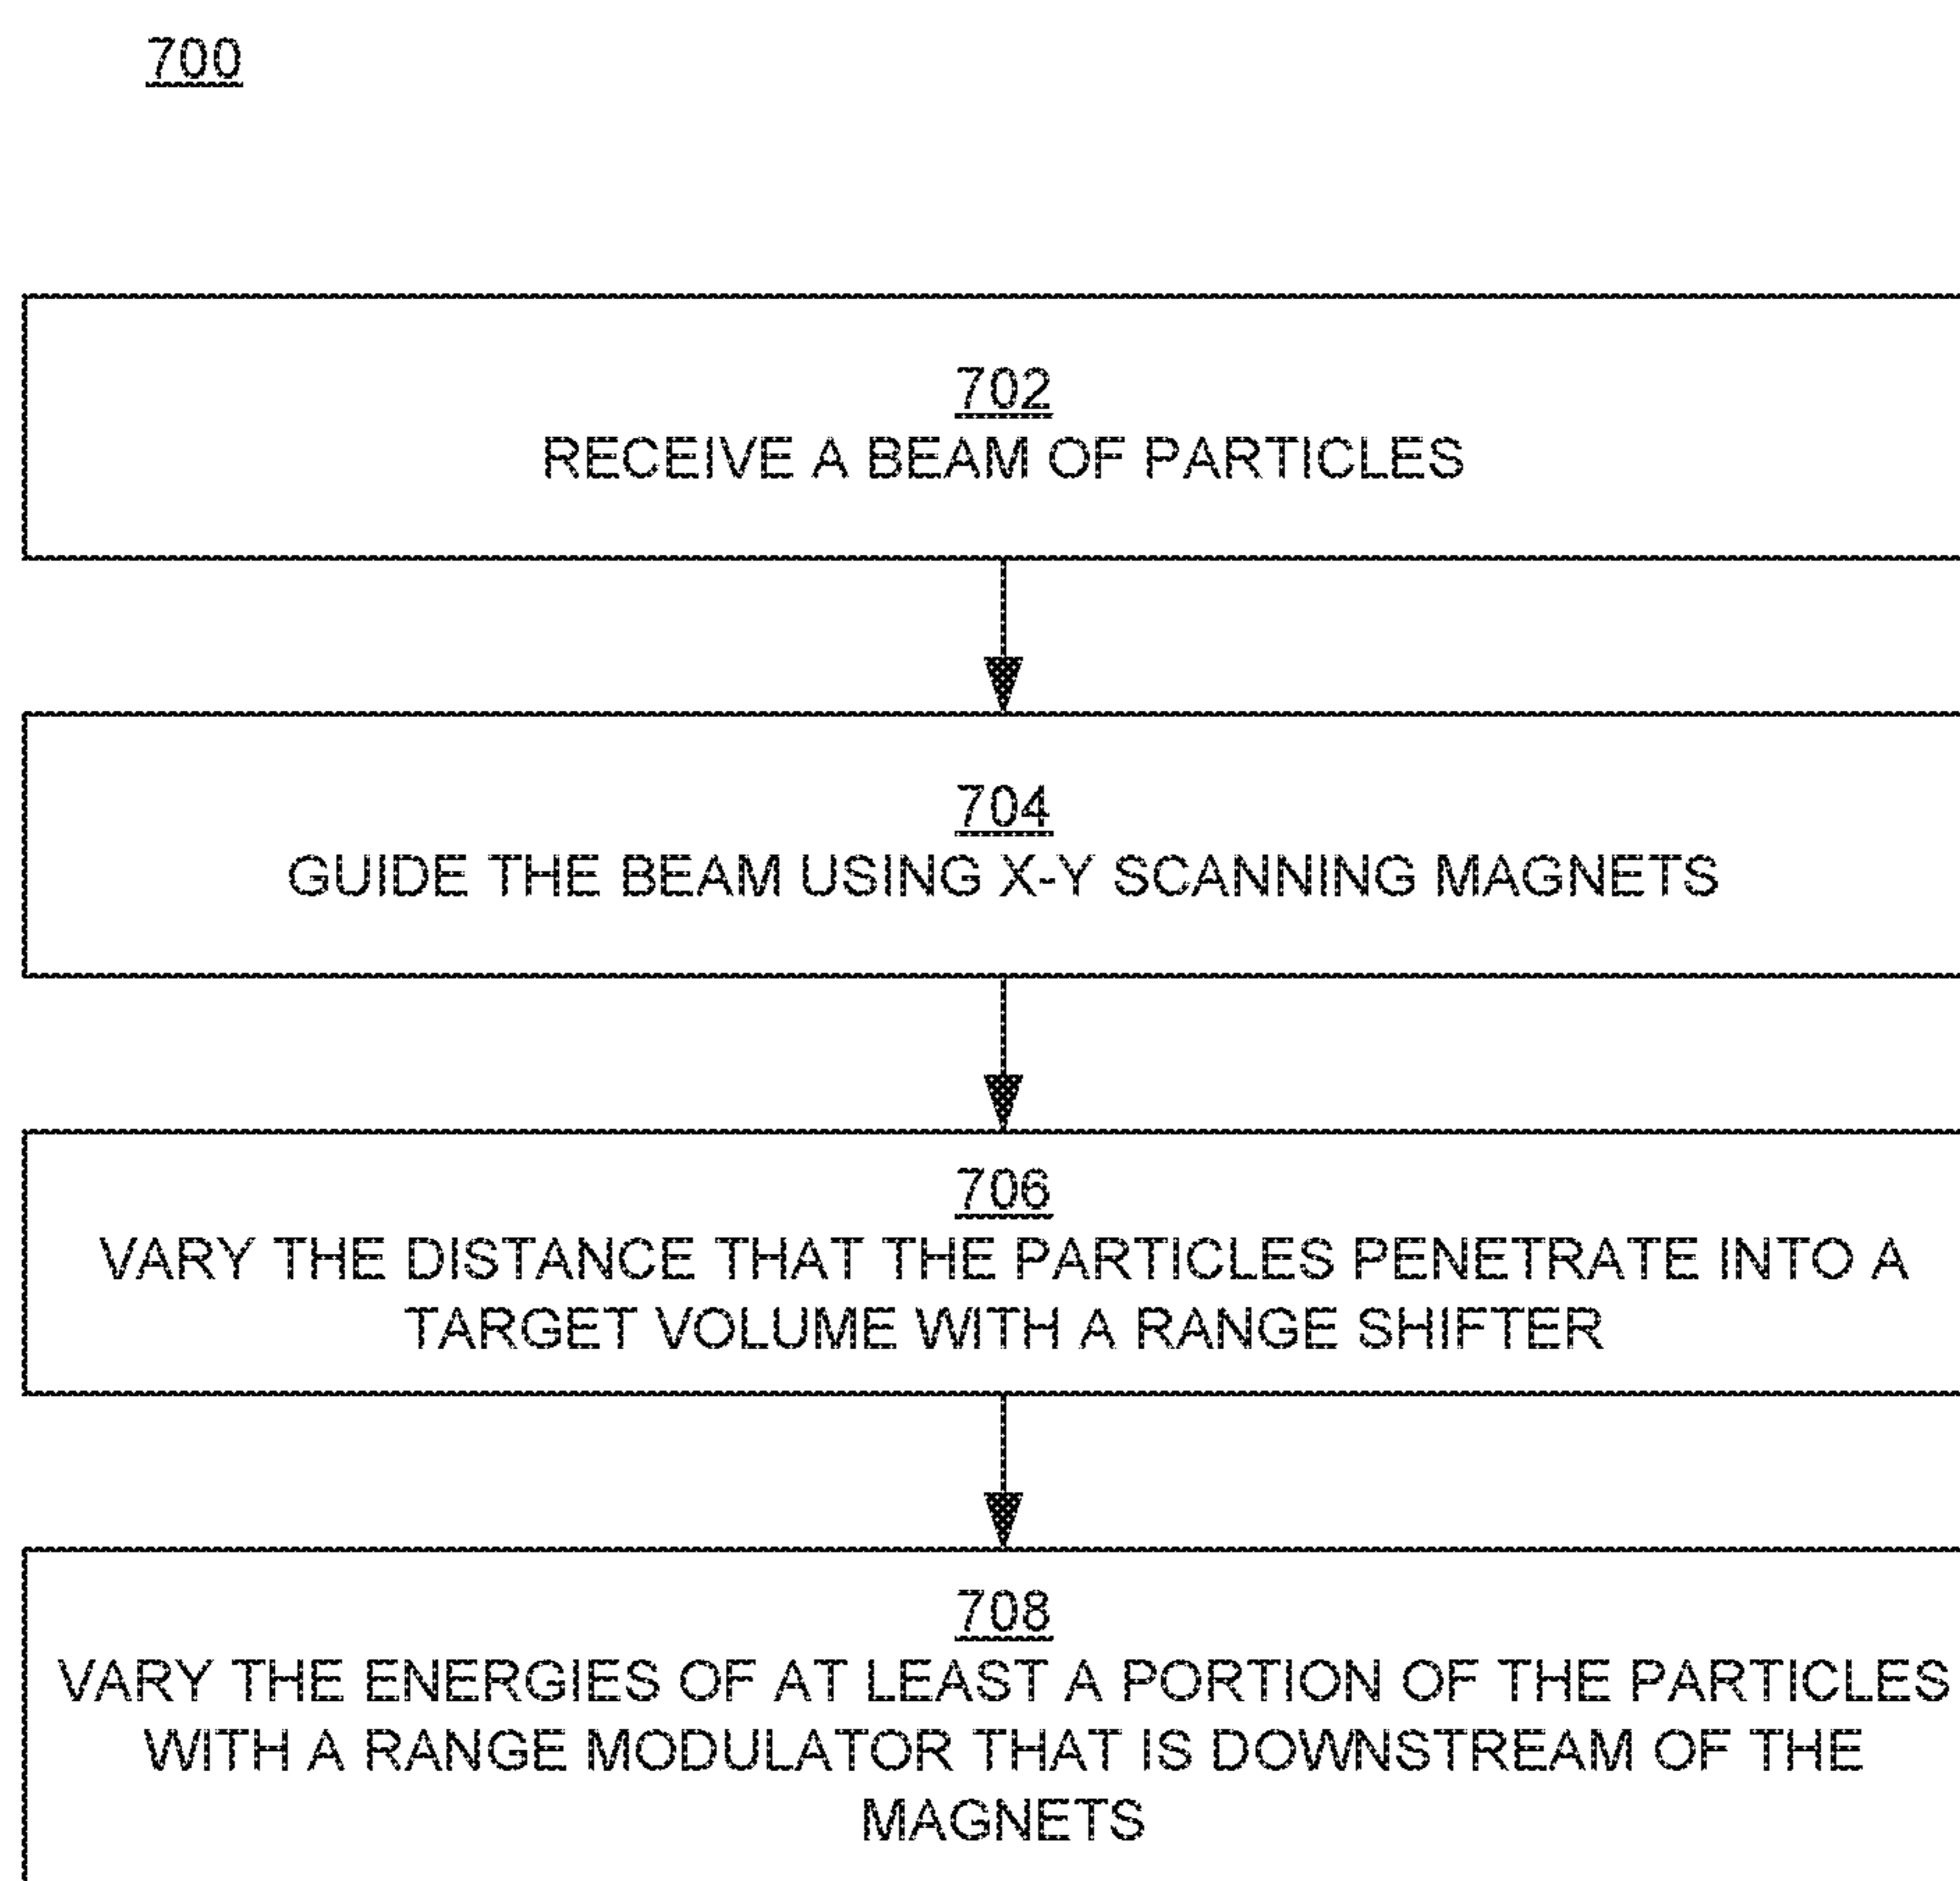 700
702
RECEIVE A BEAM OF PARTICLES
704
GUIDE THE BEAM USING X-Y SCANNING MAGNETS
706
VARY THE DISTANCE THAT THE PARTICLES PENETRATE INTO A
TARGET VOLUME WITH A RANGE SHIFTER
708
VARY THE ENERGIES OF AT LEAST A PORTION OF THE PARTICLES
WITH A RANGE MODULATOR THAT IS DOWNSTREAM OF THE
MAGNETS